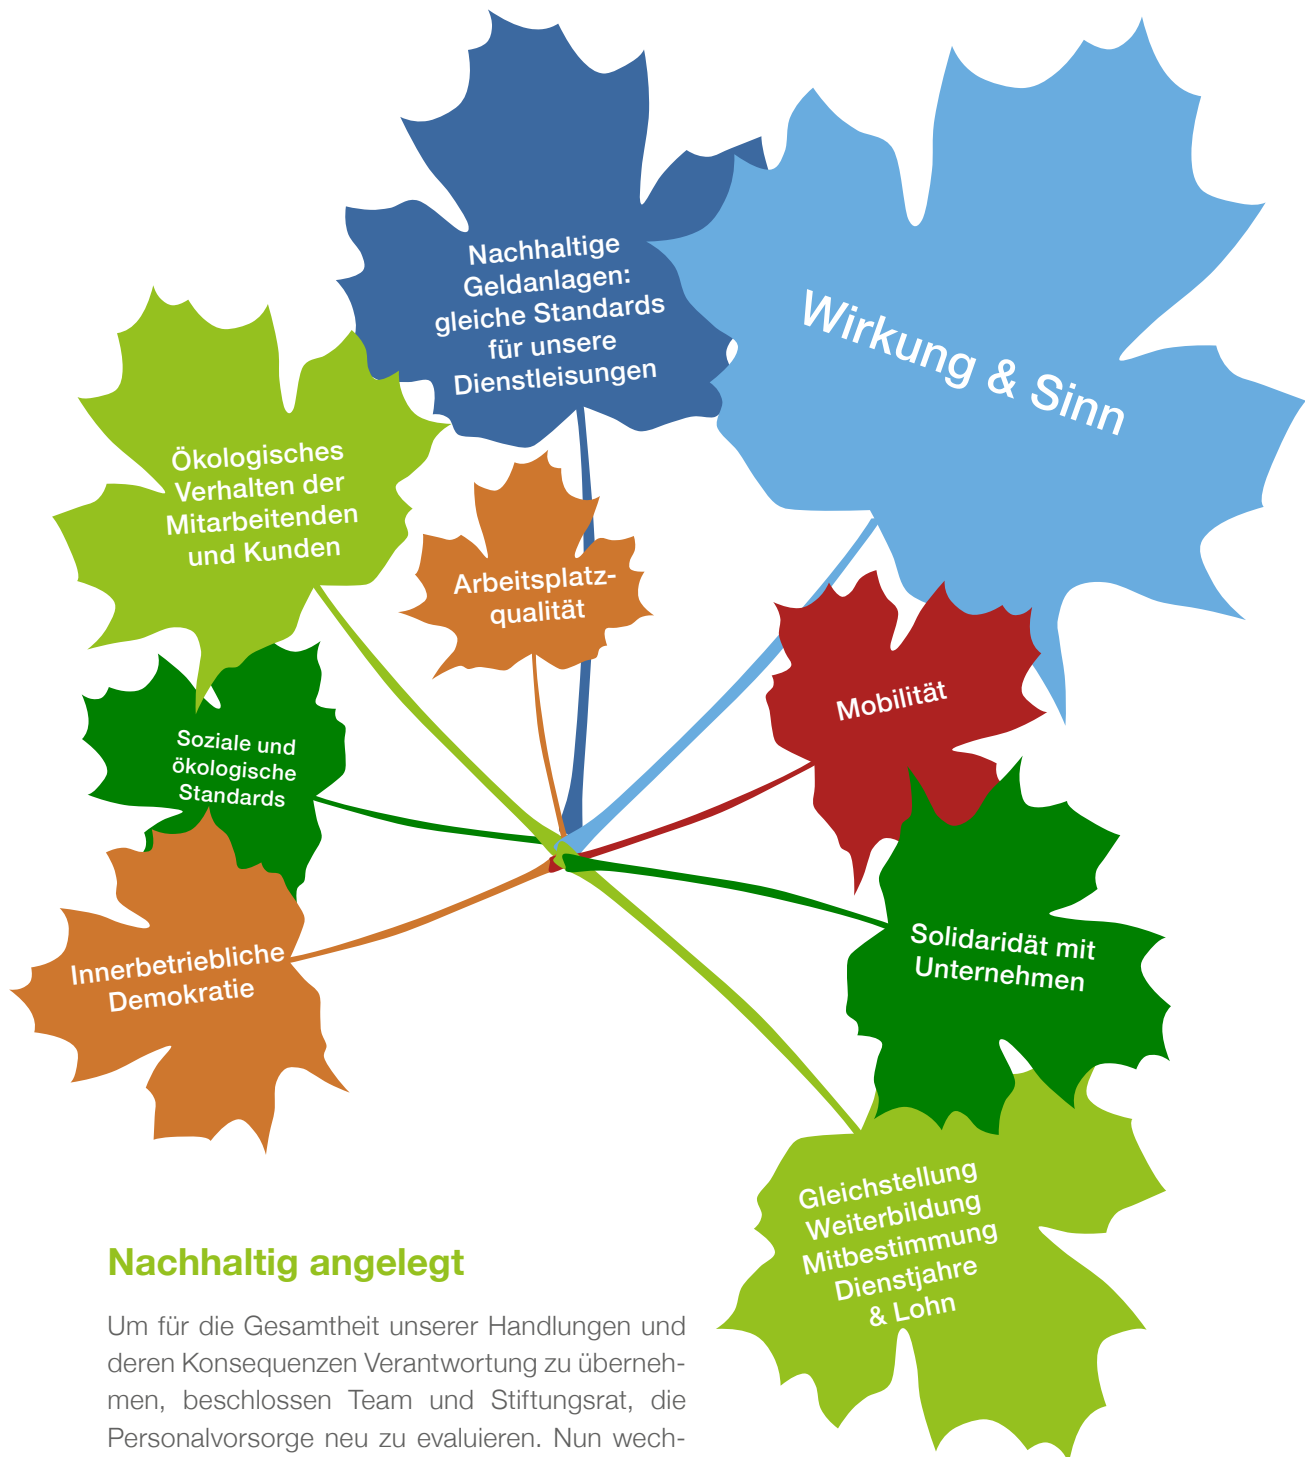 Nachhaltige
Geldanlagen:
gleiche Standards
für unsere
Dienstleisungen
Wirkung & Sinn
Ökologisches
Verhalten der
Mitarbeitenden
und Kunden
Arbeitsplatz-
qualität
Mobilität
Soziale und
ökologische
Standards
Innerbetriebliche
Demokratie
Solidaridät mit
Unternehmen
Gleichstellung
Weiterbildung
Mitbestimmung
Dienstjahre
& Lohn
Nachhaltig angelegt
Um für die Gesamtheit unserer Handlungen und
deren Konsequenzen Verantwortung zu überneh-
men, beschlossen Team und Stiftungsrat, die
Personalvorsorge neu zu evaluieren. Nun wech-